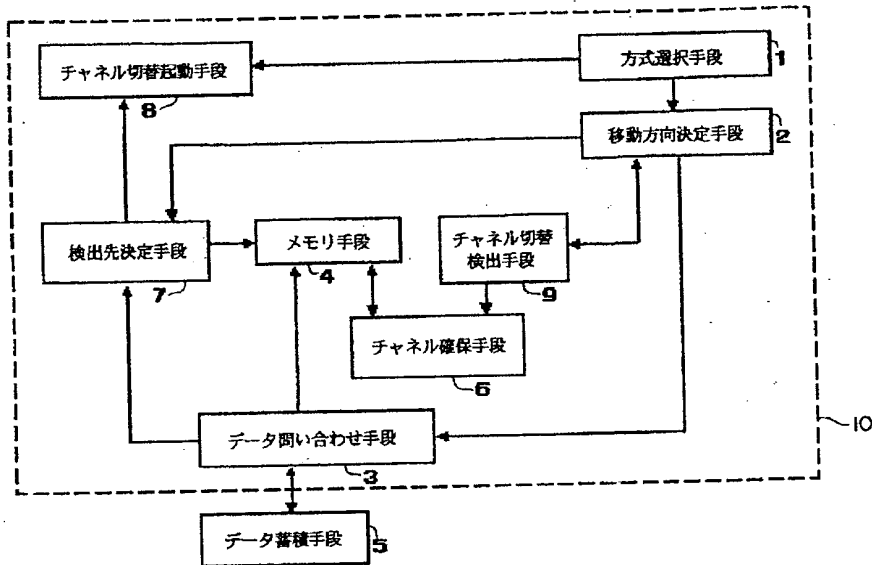 チャネル切替起動手段
8
方式選択手段
1
移動方向決定手段
2
検出先決定手段
7
メモリ手段
4
チャネル切替
検出手段
9
チャネル確保手段
6
データ問い合わせ手段
3
10
データ蓄積手段
5